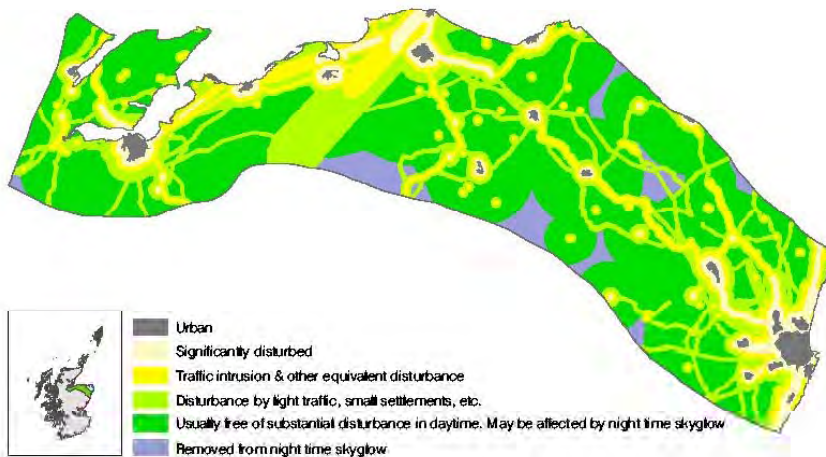 Urban
Significantly disturbed
Traffic intrusion & other equivalent disturbance
Disturbance by light traffic, small settlements, etc.
Usually free of substantial disturbance in daytime. May be affected by night time skyglow
Removed from night time skyglow